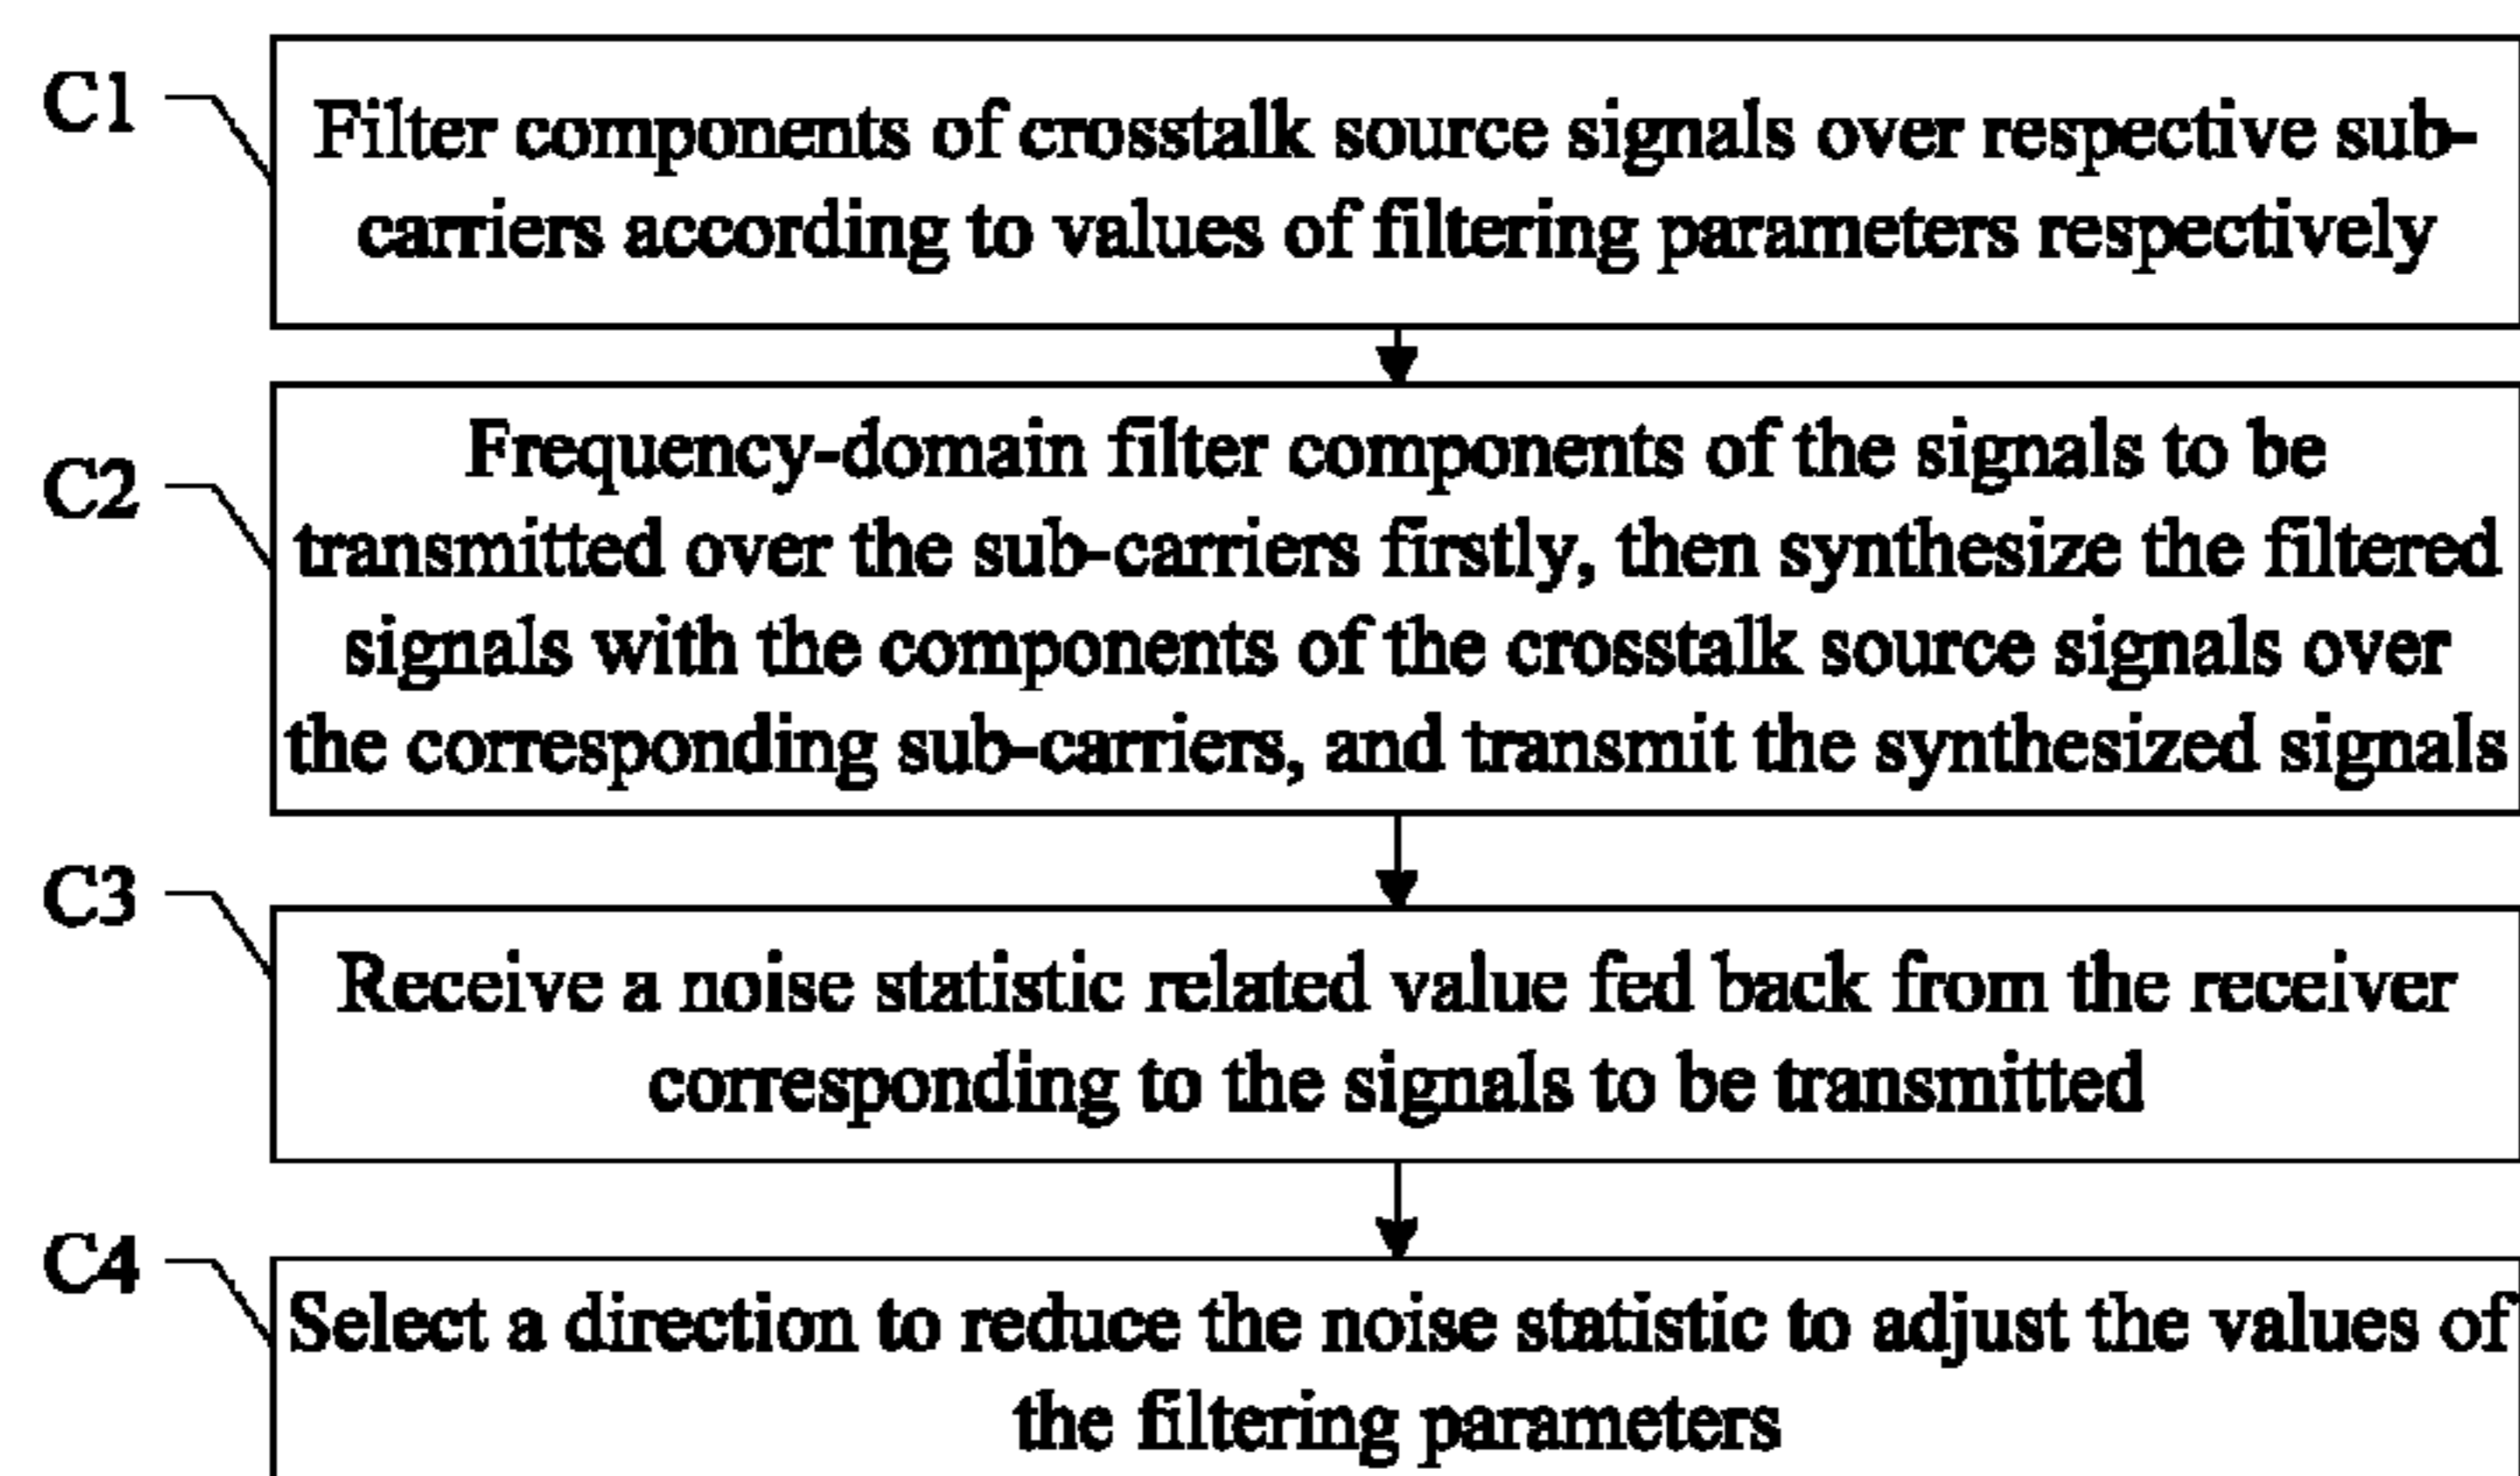 C1
Filter components of crosstalk source signals over respective sub-
carriers according to values of filtering parameters respectively
C2
Frequency-domain filter components of the signals to be
transmitted over the sub-carriers firstly, then synthesize the filtered
signals with the components of the crosstalk source signals over
the corresponding sub-carriers, and transmit the synthesized signals
C3
Receive a noise statistic related value fed back from the receiver
corresponding to the signals to be transmitted
C4
Select a direction to reduce the noise statistic to adjust the values of
the filtering parameters